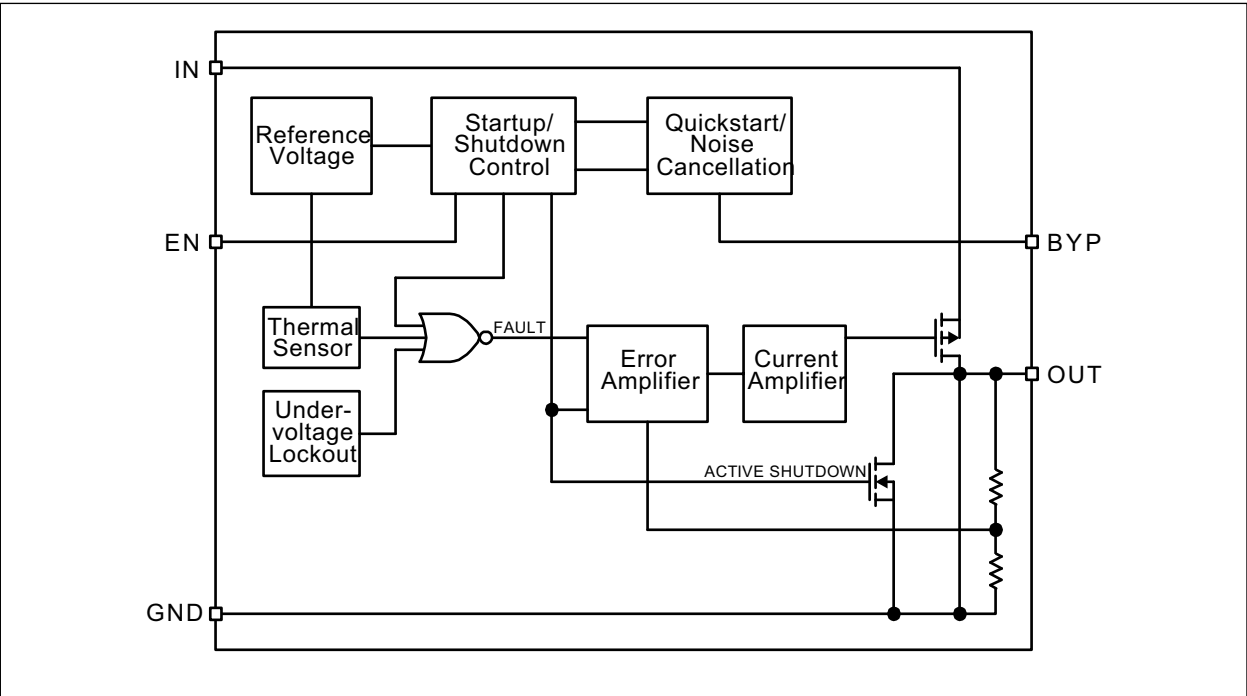 IN
Reference
Voltage
Startup/
Shutdown
Control
Quickstart/
Noise
Cancellation
EN
BYP
Thermal
Sensor
FAULT
Error
Amplifier
Current
Amplifier
OUT
Under-
voltage
Lockout
ACTIVE SHUTDOWN
GND